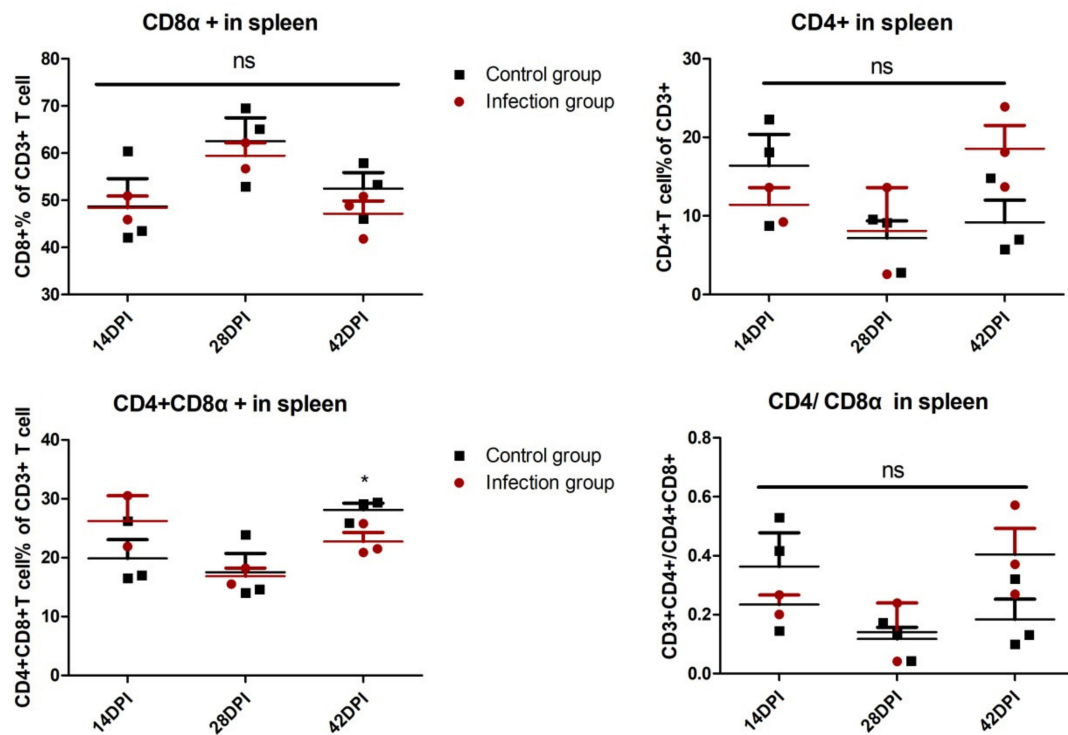 CD8α + in spleen
CD8+% of CD3+ T cell
80
70
60
50
40
30
ns
14DPI
28DPI
42DPI
Control group
Infection group
CD4+ in spleen
CD4+T cell% of CD3+
30
20
10
0
ns
14DPI
28DPI
42DPI
CD4+CD8α + in spleen
CD4+CD8+T cell% of CD3+ T cell
40
30
20
10
0
*
14DPI
28DPI
42DPI
Control group
Infection group
CD4/ CD8α in spleen
CD3+CD4+/CD4+CD8+
0.8
0.6
0.4
0.2
0.0
ns
14DPI
28DPI
42DPI